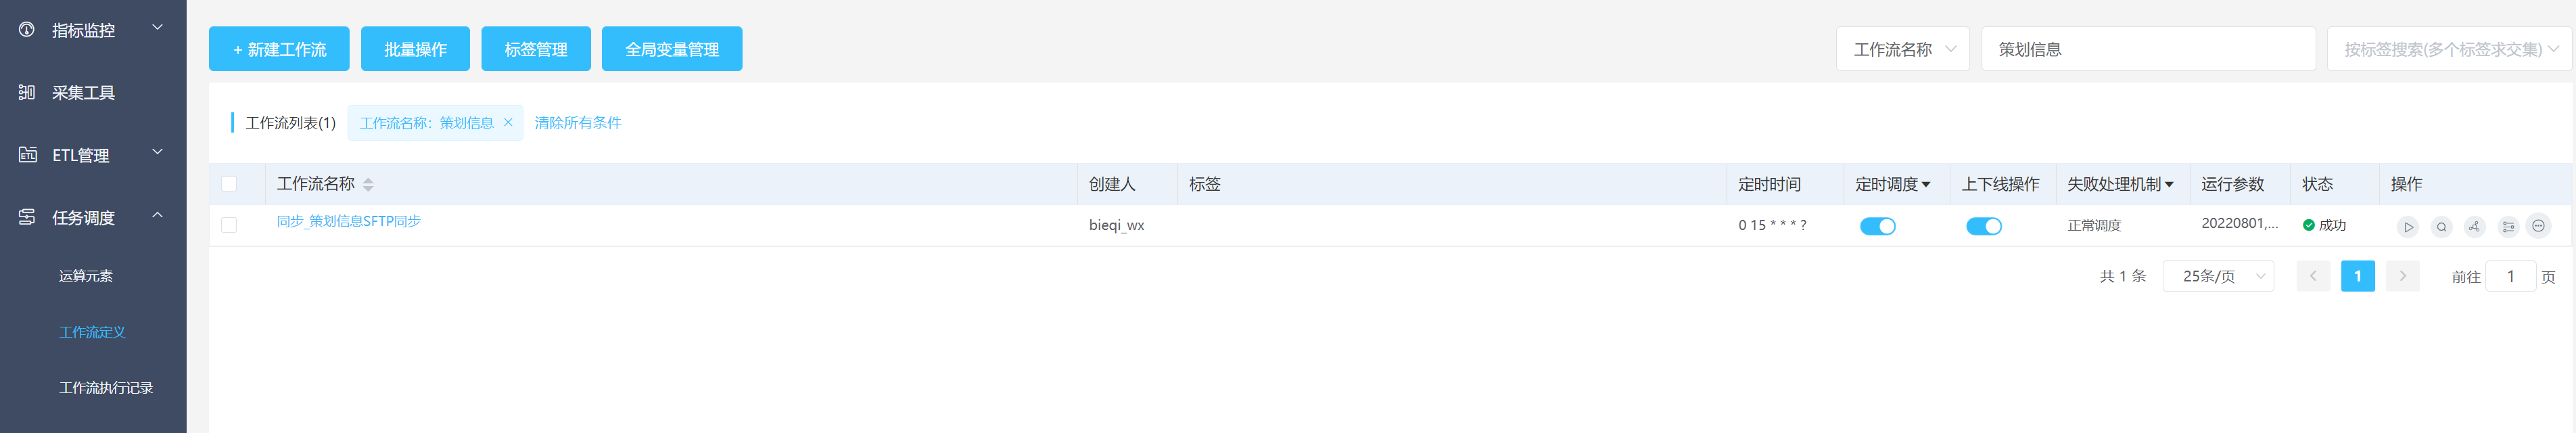 指标监控
采集工具
ETL管理
任务调度
运算元素
工作流定义
工作流执行记录
+ 新建工作流 批量操作 标签管理 全局变量管理
工作流名称 策划信息 按标签搜索(多个标签求交集)
工作流列表(1) 工作流名称：策划信息 × 清除所有条件
工作流名称 创建人 标签 定时时间 定时调度 上下线操作 失败处理机制 运行参数 状态 操作
同步_策划信息SFTP同步 bieqi_wx 0 15 * * * ? 正常调度 20220801,... 成功
共 1 条 25条/页 1 前往 1 页